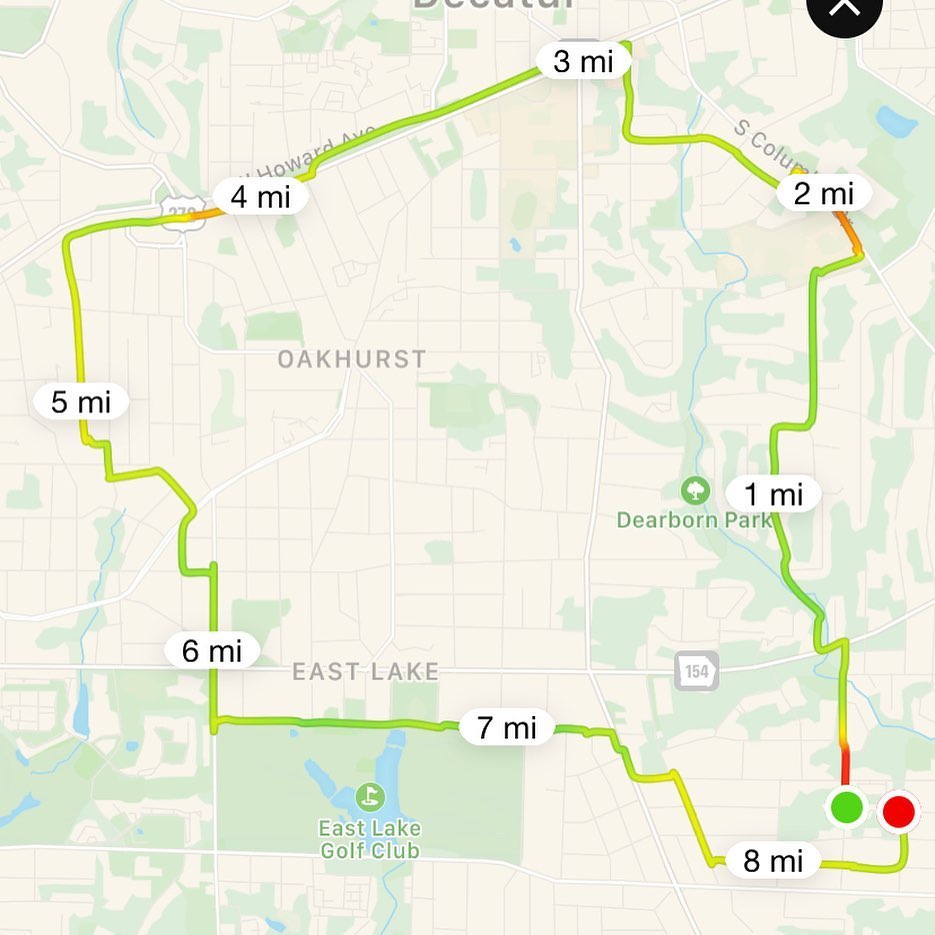 Decatur
3 mi
S Colum
W Howard Ave
2 mi
4 mi
278
OAKHURST
5 mi
1 mi
Dearborn Park
6 mi
EAST LAKE
154
7 mi
East Lake
Golf Club
8 mi